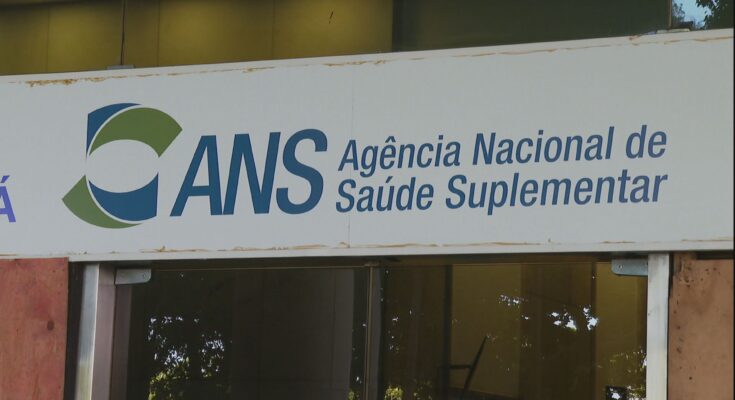 Á
ANS
Agência Nacional de
Saúde Suplementar